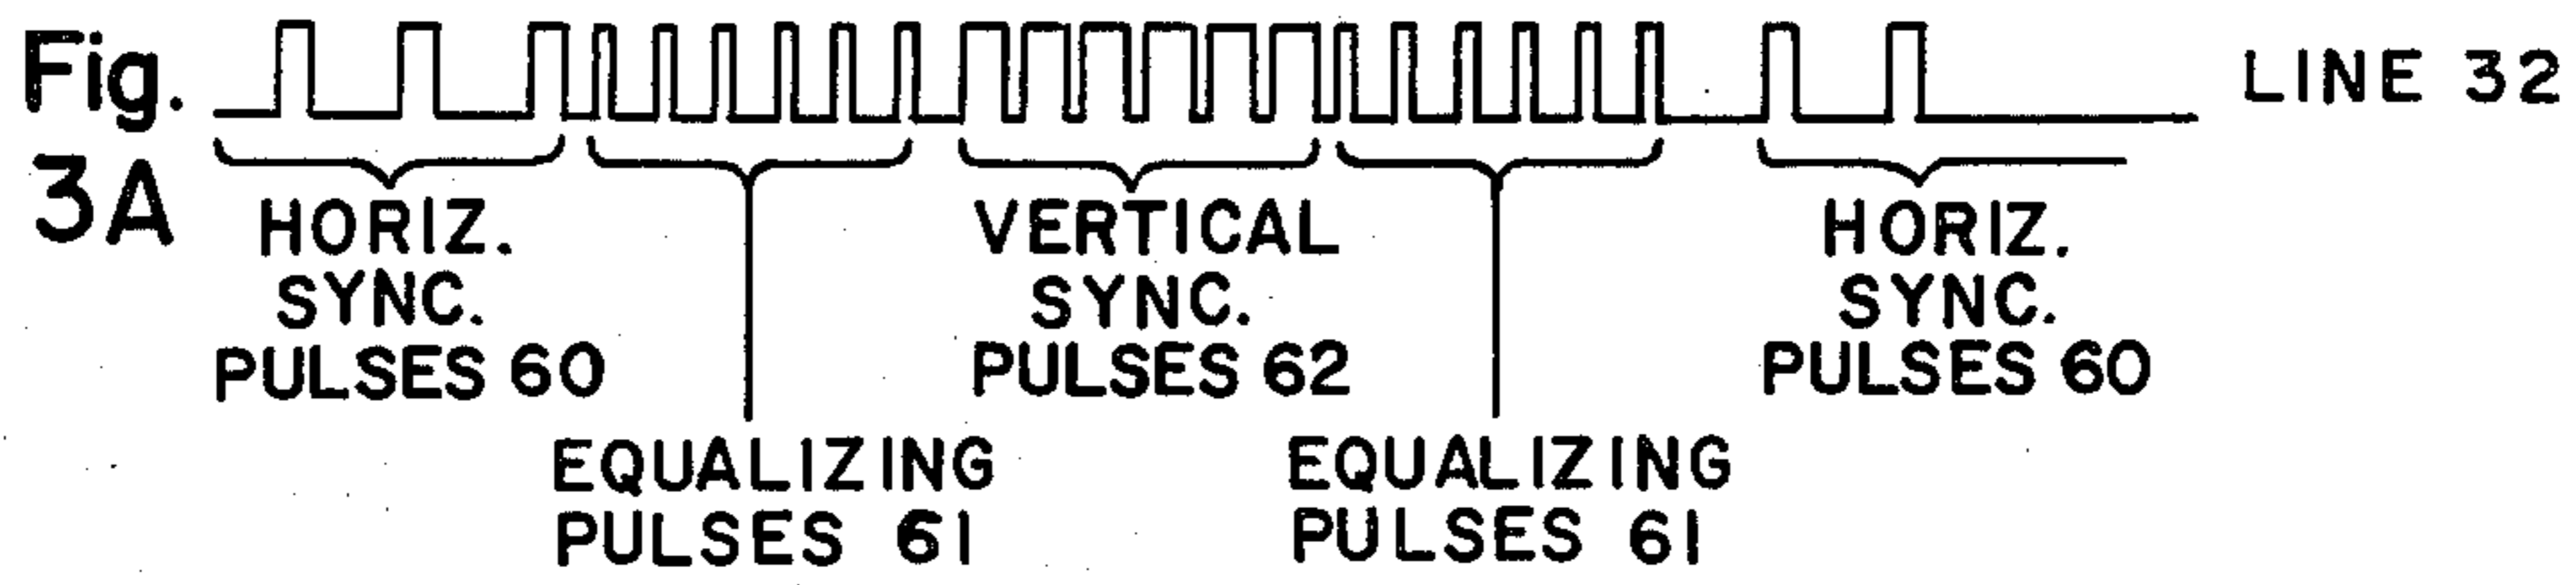 Fig.
3A
LINE 32
HORIZ.
SYNC.
PULSES 60
EQUALIZING
PULSES 61
VERTICAL
SYNC.
PULSES 62
EQUALIZING
PULSES 61
HORIZ.
SYNC.
PULSES 60